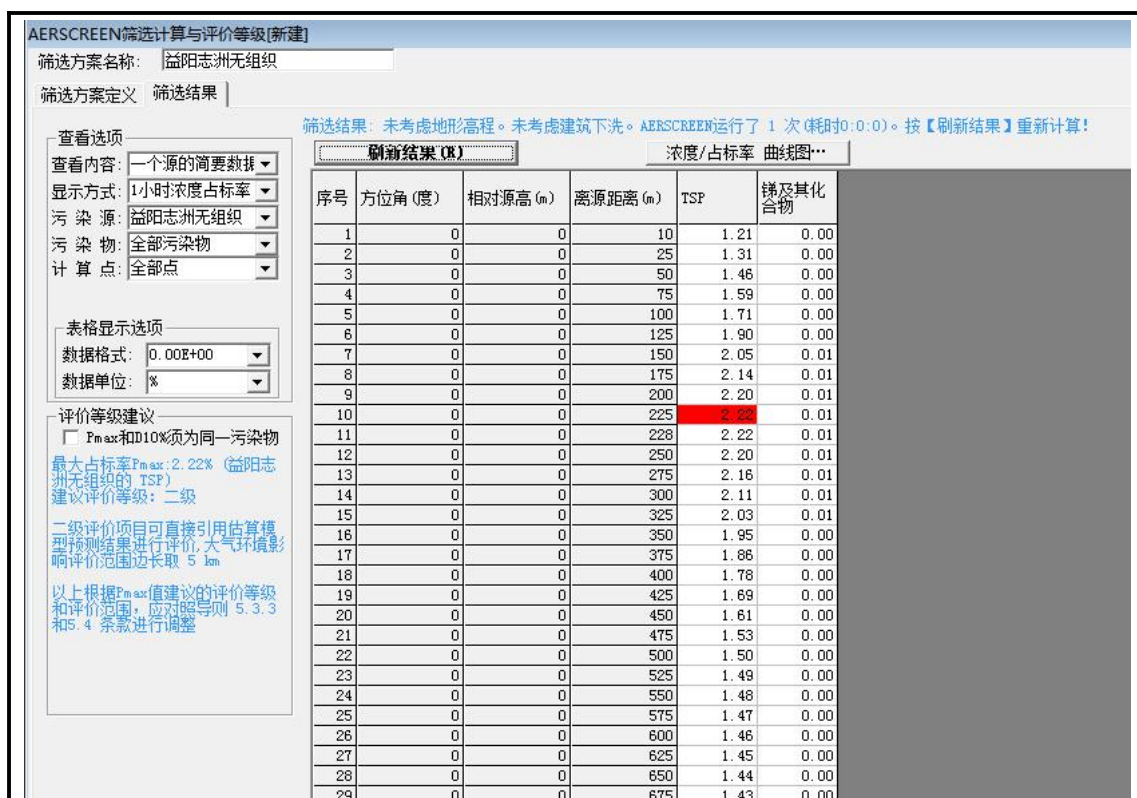 AERSCREEN筛选计算与评价等级[新建]
筛选方案名称: 益阳志洲无组织
筛选方案定义 筛选结果
筛选结果: 未考虑地形高程。未考虑建筑下洗。AERSCREEN运行了 1 次(耗时0:0:0)。按【刷新结果】重新计算!
查看选项
查看内容: 一个源的简要数据
显示方式: 1小时浓度占标率
污 染 源: 益阳志洲无组织
污 染 物: 全部污染物
计 算 点: 全部点
表格显示选项
数据格式: 0.00E+00
数据单位: %
评价等级建议
Pmax和D10%须为同一污染物
最大占标率Pmax:2.22% (益阳志
洲无组织的 TSP)
建议评价等级: 二级
二级评价项目可直接引用估算模
型预测结果进行评价,大气环境影
响评价范围边长取 5 km
以上根据Pmax值建议的评价等级
和评价范围,应对照导则 5.3.3
和5.4 条款进行调整
刷新结果(R) 浓度/占标率 曲线图…
序号 方位角(度) 相对源高(m) 离源距离(m) TSP 锑及其化合物
1 0 0 10 1.21 0.00
2 0 0 25 1.31 0.00
3 0 0 50 1.46 0.00
4 0 0 75 1.59 0.00
5 0 0 100 1.71 0.00
6 0 0 125 1.90 0.00
7 0 0 150 2.05 0.01
8 0 0 175 2.14 0.01
9 0 0 200 2.20 0.01
10 0 0 225 2.22 0.01
11 0 0 228 2.22 0.01
12 0 0 250 2.20 0.01
13 0 0 275 2.16 0.01
14 0 0 300 2.11 0.01
15 0 0 325 2.03 0.01
16 0 0 350 1.95 0.00
17 0 0 375 1.86 0.00
18 0 0 400 1.78 0.00
19 0 0 425 1.69 0.00
20 0 0 450 1.61 0.00
21 0 0 475 1.53 0.00
22 0 0 500 1.50 0.00
23 0 0 525 1.49 0.00
24 0 0 550 1.48 0.00
25 0 0 575 1.47 0.00
26 0 0 600 1.46 0.00
27 0 0 625 1.45 0.00
28 0 0 650 1.44 0.00
29 0 0 675 1.43 0.00